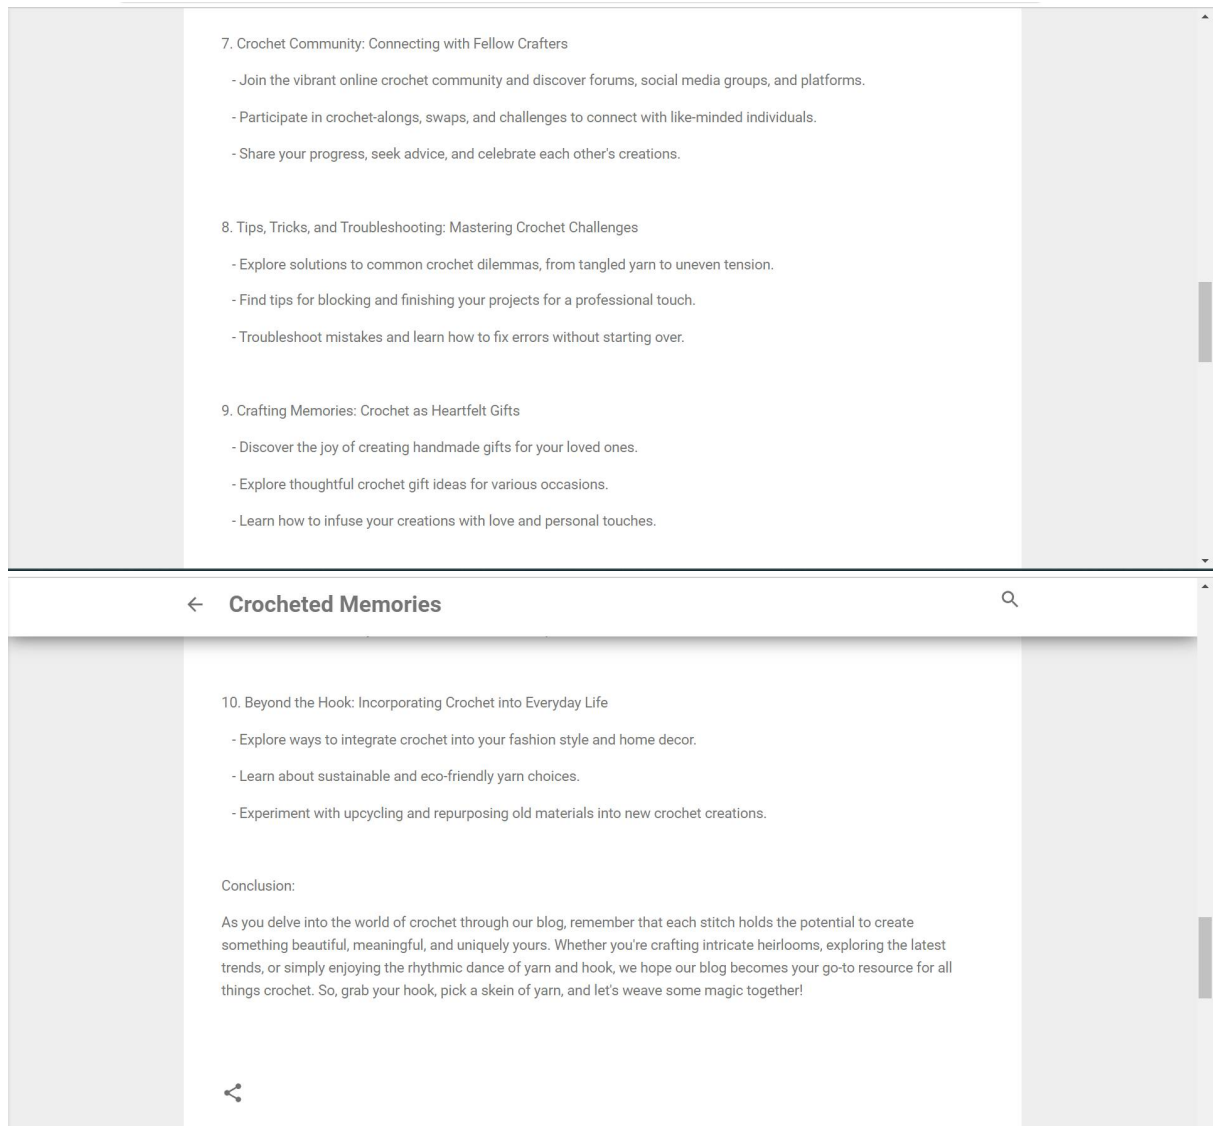 7. Crochet Community: Connecting with Fellow Crafters
- Join the vibrant online crochet community and discover forums, social media groups, and platforms.
- Participate in crochet-alongs, swaps, and challenges to connect with like-minded individuals.
- Share your progress, seek advice, and celebrate each other's creations.
8. Tips, Tricks, and Troubleshooting: Mastering Crochet Challenges
- Explore solutions to common crochet dilemmas, from tangled yarn to uneven tension.
- Find tips for blocking and finishing your projects for a professional touch.
- Troubleshoot mistakes and learn how to fix errors without starting over.
9. Crafting Memories: Crochet as Heartfelt Gifts
- Discover the joy of creating handmade gifts for your loved ones.
- Explore thoughtful crochet gift ideas for various occasions.
- Learn how to infuse your creations with love and personal touches.
Crocheted Memories
10. Beyond the Hook: Incorporating Crochet into Everyday Life
- Explore ways to integrate crochet into your fashion style and home decor.
- Learn about sustainable and eco-friendly yarn choices.
- Experiment with upcycling and repurposing old materials into new crochet creations.
Conclusion:
As you delve into the world of crochet through our blog, remember that each stitch holds the potential to create
something beautiful, meaningful, and uniquely yours. Whether you're crafting intricate heirlooms, exploring the latest
trends, or simply enjoying the rhythmic dance of yarn and hook, we hope our blog becomes your go-to resource for all
things crochet. So, grab your hook, pick a skein of yarn, and let's weave some magic together!